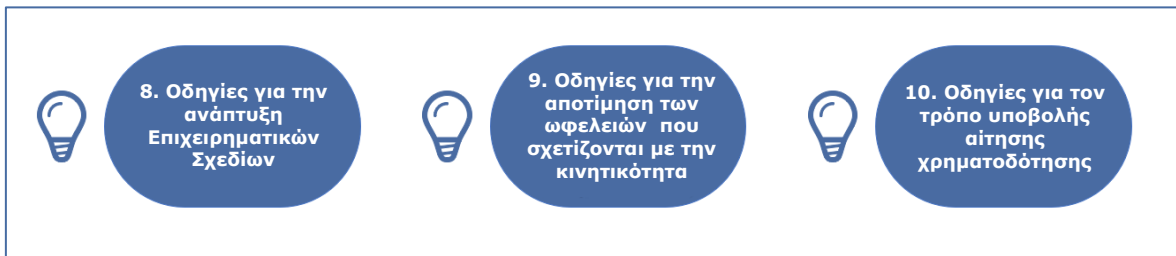 8. Οδηγίες για την
ανάπτυξη
Επιχειρηματικών
Σχεδίων
9. Οδηγίες για την
αποτίμηση των
ωφελειών που
σχετίζονται με την
κινητικότητα
10. Οδηγίες για τον
τρόπο υποβολής
αίτησης
χρηματοδότησης